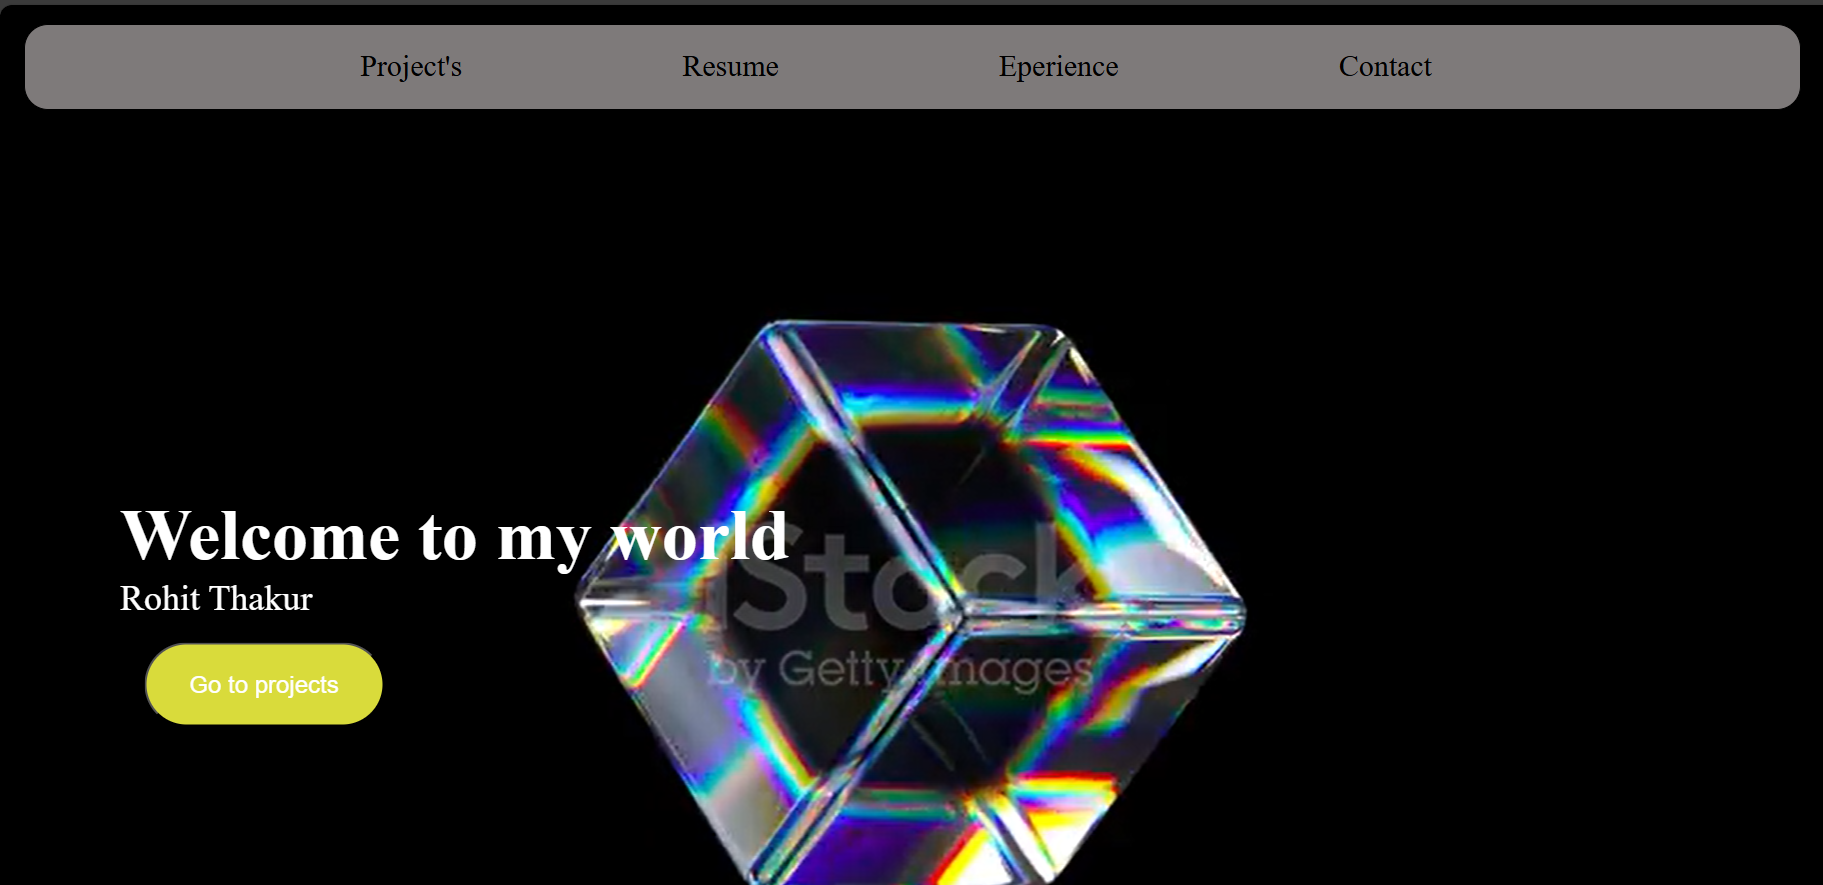 Project's
Resume
Eperience
Contact
Welcome to my world
Rohit Thakur
Go to projects
iStock
by Getty Images